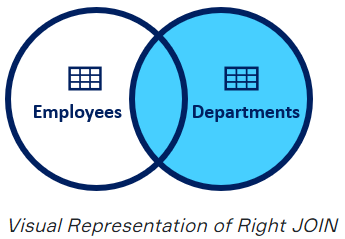 Employees
Departments
Visual Representation of Right JOIN